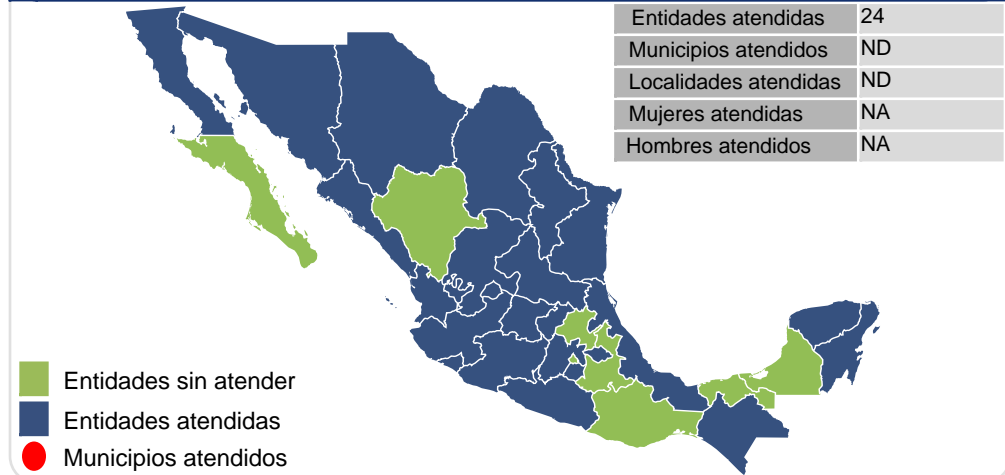 Entidades atendidas 24
Municipios atendidos ND
Localidades atendidas ND
Mujeres atendidas NA
Hombres atendidos NA
Entidades sin atender
Entidades atendidas
Municipios atendidos